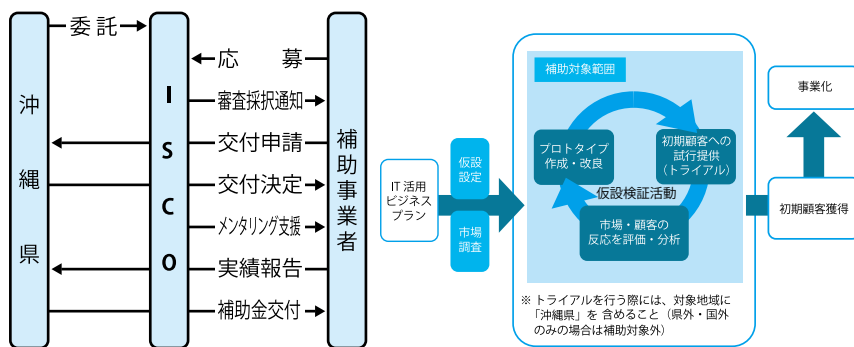 沖縄県
委託
ISCO
応募
審査採択通知
交付申請
交付決定
メンタリング支援
実績報告
補助金交付
補助事業者
IT活用
ビジネス
プラン
仮設
設定
市場
調査
補助対象範囲
プロトタイプ
作成・改良
初期顧客への
試行提供
（トライアル）
仮説検証活動
市場・顧客の
反応を評価・分析
※ トライアルを行う際には、対象地域に
「沖縄県」を 含めること（県外・国外
のみの場合は補助対象外）
事業化
初期顧客獲得